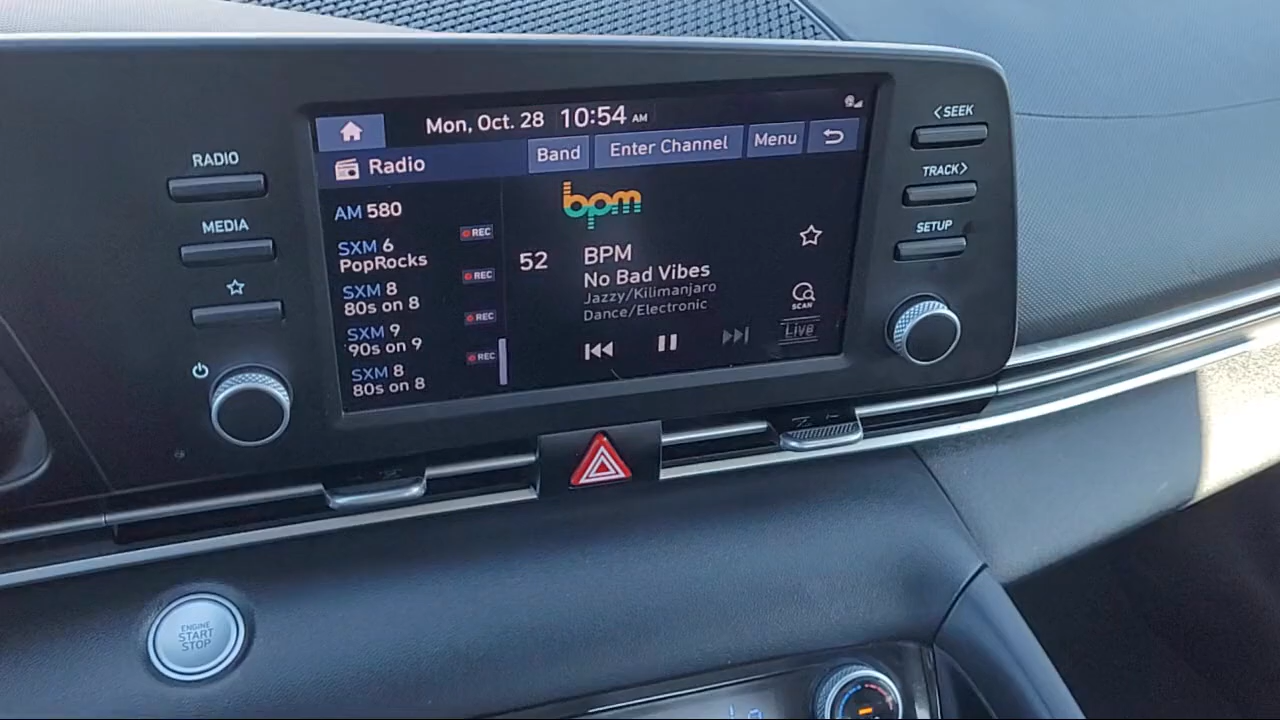 Mon, Oct. 28 10:54 AM
Radio
Band
Enter Channel
Menu
AM 580
SXM 6
PopRocks
REC
SXM 8
80s on 8
REC
SXM 9
'90s on 9
REC
SXM 8
80s on 8
REC
bpm
52
BPM
No Bad Vibes
Jazzy/Kilimanjaro
Dance/Electronic
SCAN
Live
RADIO
MEDIA
<SEEK
TRACK>
SETUP
ENGINE
START
STOP